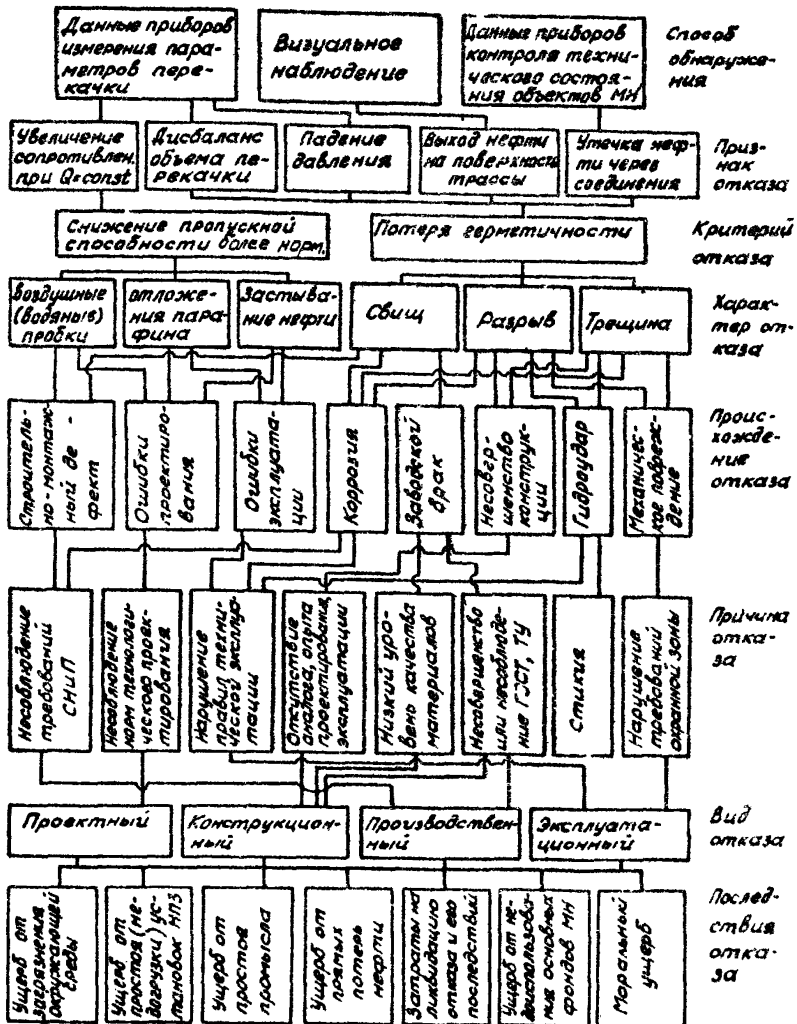 Данные приборов
измерения пара-
метров пере-
качки
Визуальное
наблюдение
Данные приборов
контроля техни-
ческого состоя-
ния объектов МН
Способ
обнаруже-
ния
Увеличение
сопротивлен.
при Q=const
Дисбаланс
объема пе-
рекачки
Падение
давления
Выход нефти
на поверхность
трассы
Утечка неф-
ти через
соединения
Приз-
нак
отказа
Снижение пропускной
способности более норм.
Потеря герметичности
Критерий
отказа
Воздушные
(водяные)
пробки
отложе-
ния пара-
фина
Застыва-
ние нефти
Свищ
Разрыв
Трещина
Харак-
тер от-
каза
Строитель-
но-монтаж-
ный де-
фект
Ошибки
проектиро-
вания
Ошибки
эксплуата-
ции
Коррозия
Заводской
брак
Несовер-
шенство
конструк-
ции
Гидроудар
Механичес-
кое повреж-
дение
Проис-
хожде-
ние
отказа
Несоблюдение
требований
СНиП
Несоблюдение
норм технологи-
ческого проек-
тирования
Нарушение
правил техни-
ческой эксплуа-
тации
Отсутствие
аналога, опыта
проектирования,
эксплуатации
Низкий уро-
вень качества
материалов
Несовершенство
или несоблюде-
ние ГОСТ, ТУ
Стихия
Нарушение
требований
охранной зоны
Причина
отка-
за
Проектный
Конструкцион-
ный
Производствен-
ный
Эксплуата-
ционный
Вид
отказа
Ущерб от
загрязнения
окружающей
среды
Ущерб от
простоя (не-
догрузки) ус-
тановок НПЗ
Ущерб от
простоя
промысла
Ущерб от
прямых
потерь
нефти
Затраты на
ликвидацию
отказа и его
последствий
Ущерб от не-
доиспользова-
ния основных
фондов МН
Моральный
ущерб
Послед-
ствия
отка-
за